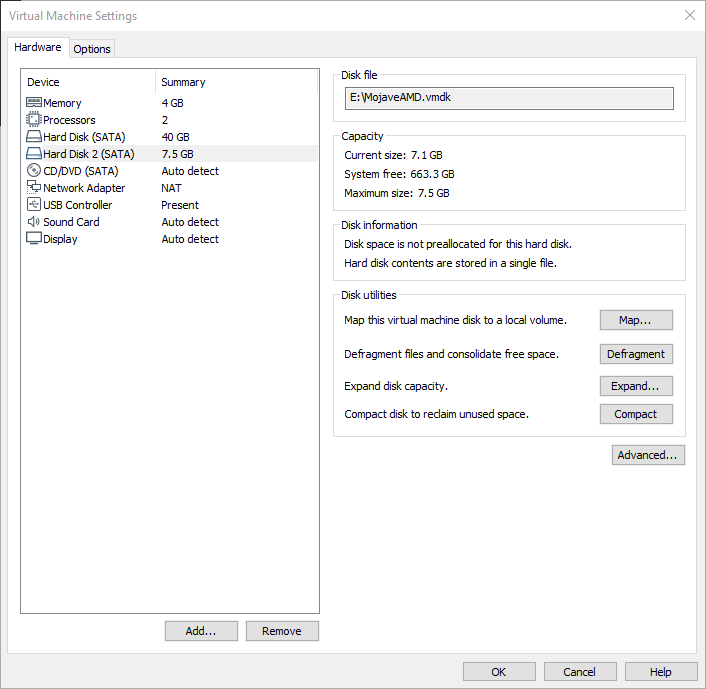 Virtual Machine Settings
Hardware
Options
Device Summary
Memory 4 GB
Processors 2
Hard Disk (SATA) 40 GB
Hard Disk 2 (SATA) 7.5 GB
CD/DVD (SATA) Auto detect
Network Adapter NAT
USB Controller Present
Sound Card Auto detect
Display Auto detect
Add...
Remove
Disk file
E:\MojaveAMD.vmdk
Capacity
Current size: 7.1 GB
System free: 663.3 GB
Maximum size: 7.5 GB
Disk information
Disk space is not preallocated for this hard disk.
Hard disk contents are stored in a single file.
Disk utilities
Map this virtual machine disk to a local volume. Map...
Defragment files and consolidate free space. Defragment
Expand disk capacity. Expand...
Compact disk to reclaim unused space. Compact
Advanced...
OK
Cancel
Help